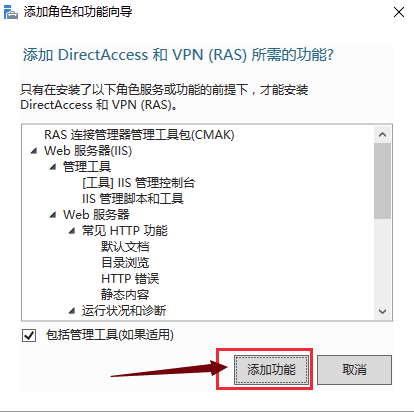 添加角色和功能向导
添加 DirectAccess 和 VPN (RAS) 所需的功能?
只有在安装了以下角色服务或功能的前提下，才能安装
DirectAccess 和 VPN (RAS)。
RAS 连接管理器管理工具包(CMAK)
Web 服务器(IIS)
管理工具
[工具] IIS 管理控制台
IIS 管理脚本和工具
Web 服务器
常见 HTTP 功能
默认文档
目录浏览
HTTP 错误
静态内容
运行状况和诊断
包括管理工具(如果适用)
添加功能
取消